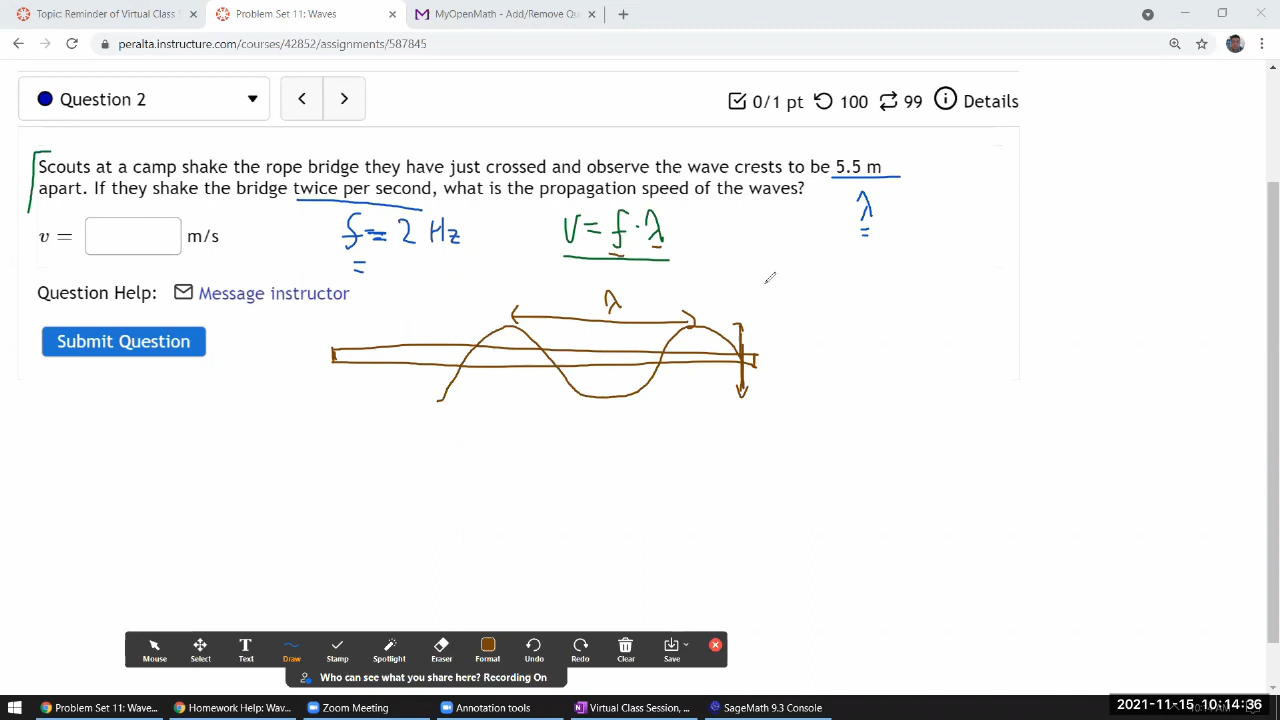 Topic: Reminder of Virtual Class S
Problem Set 11: Waves
MyOpenMath - Add/Remove Qu
peralta.instructure.com/courses/42852/assignments/587845
Question 2
0/1 pt 100 99 Details
Scouts at a camp shake the rope bridge they have just crossed and observe the wave crests to be 5.5 m
apart. If they shake the bridge twice per second, what is the propagation speed of the waves?
λ
v = m/s
f = 2 Hz
V = f · λ
Question Help: Message instructor
λ
Submit Question
Mouse Select Text Draw Stamp Spotlight Eraser Format Undo Redo Clear Save
Who can see what you share here? Recording On
2021-11-15 10:14:36
Problem Set 11: Wav... Homework Help: Wav... Zoom Meeting Annotation tools Virtual Class Session, ... SageMath 9.3 Console